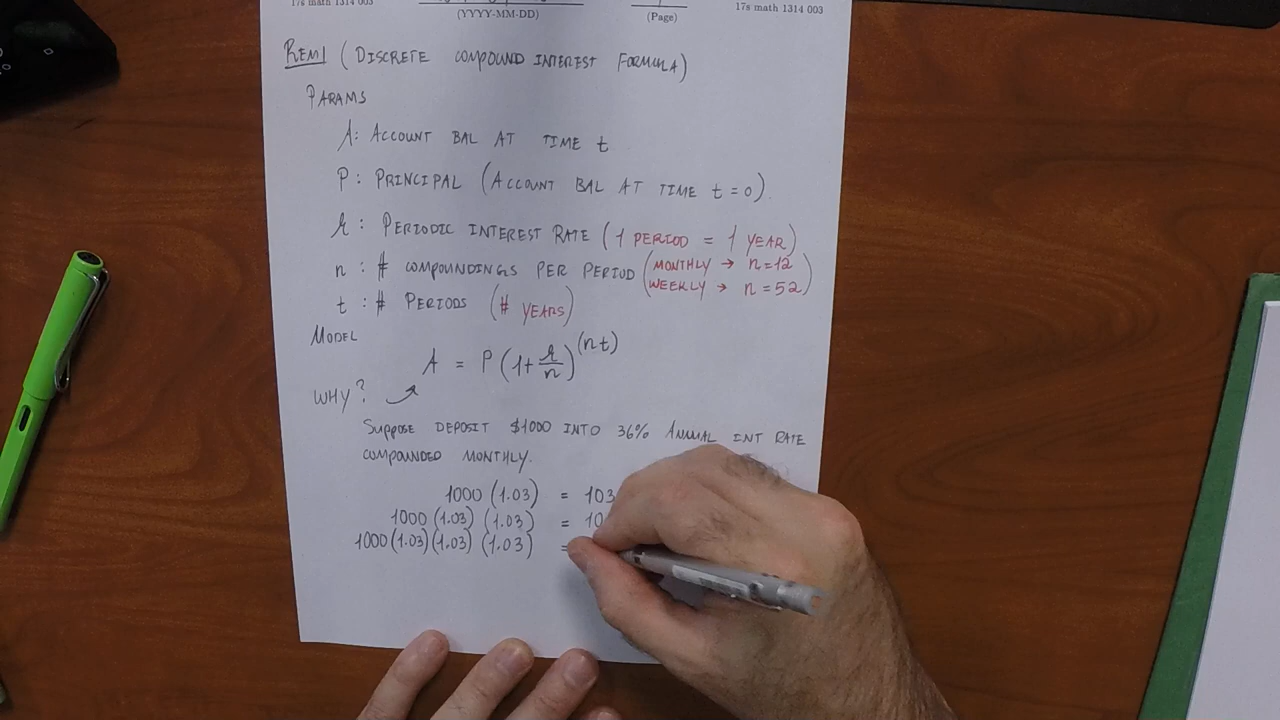 17s math 1314 003
17s math 1314 003
(YYYY-MM-DD)
(Page)
REM1 (DISCRETE COMPOUND INTEREST FORMULA)
PARAMS
A: ACCOUNT BAL AT TIME t
P: PRINCIPAL (ACCOUNT BAL AT TIME t=0).
r: PERIODIC INTEREST RATE (1 PERIOD = 1 YEAR)
n: # COMPOUNDINGS PER PERIOD (MONTHLY → n=12
WEEKLY → n=52)
t: # PERIODS (# YEARS)
MODEL
A = P(1+r/n)^(nt)
WHY?
SUPPOSE DEPOSIT $1000 INTO 36% ANNUAL INT RATE
COMPOUNDED MONTHLY.
1000 (1.03) = 103
1000 (1.03) (1.03) = 10
1000(1.03)(1.03) (1.03) =